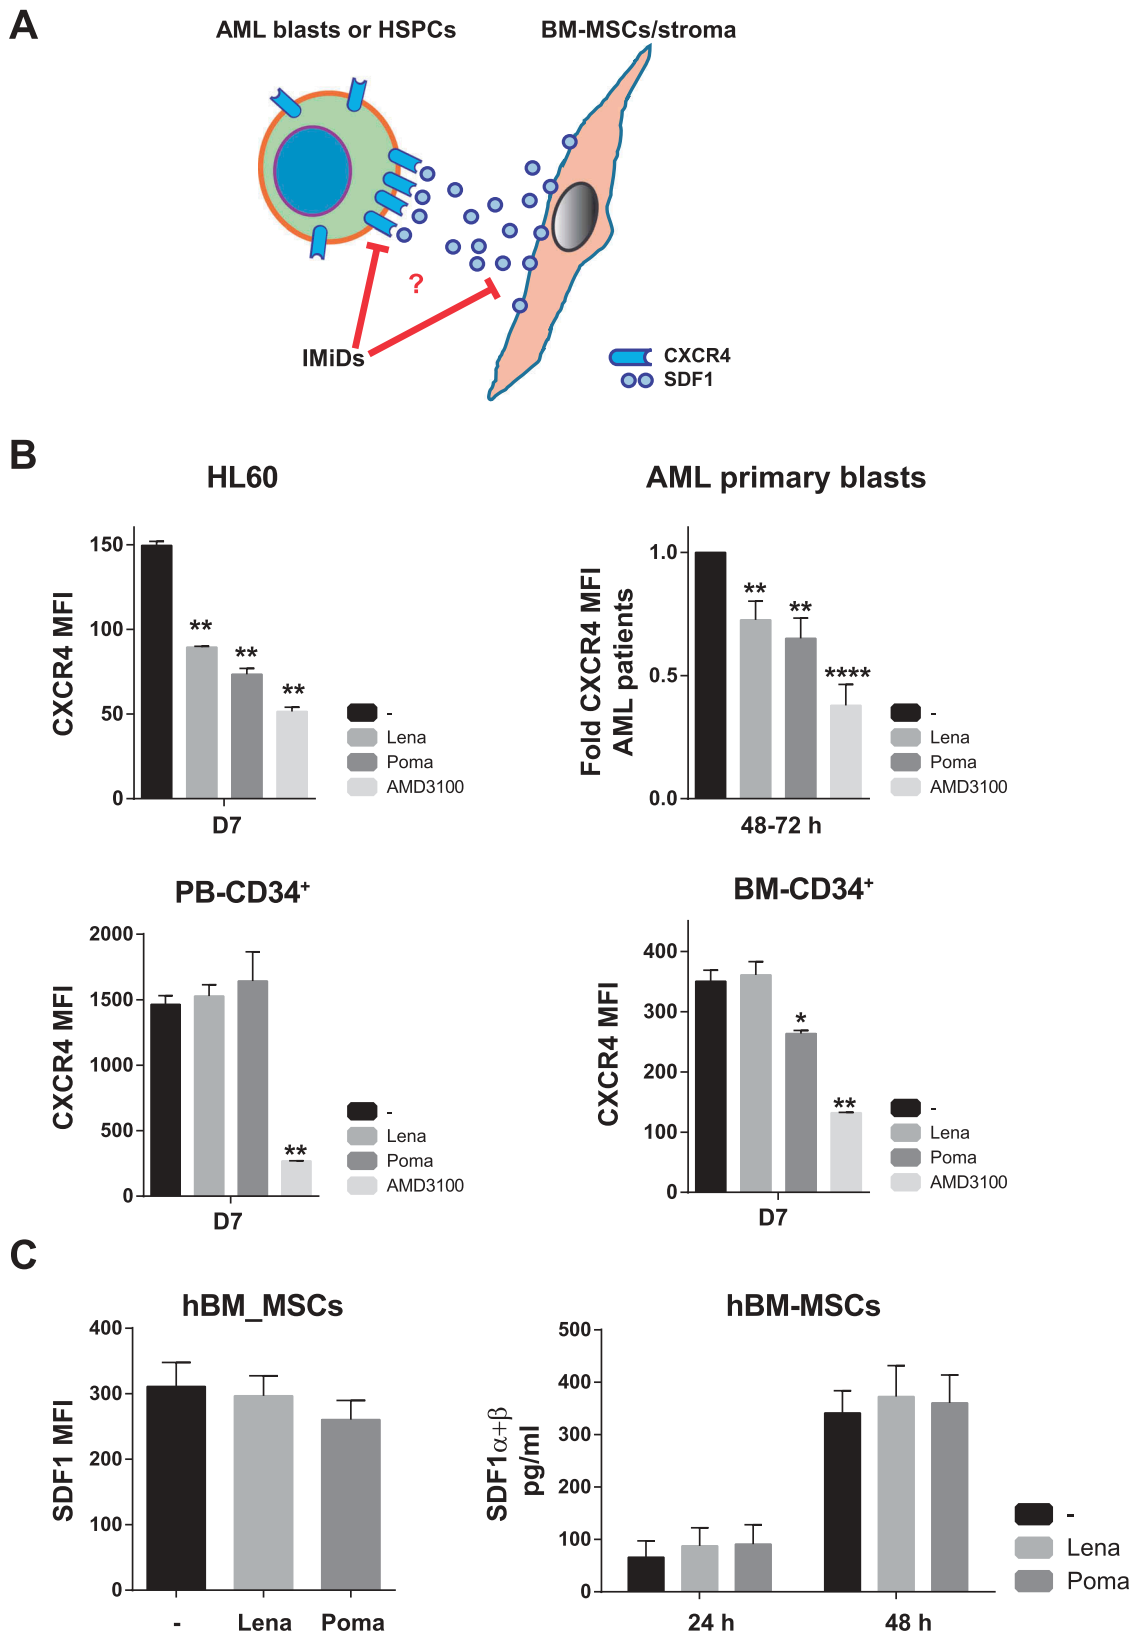 A
AML blasts or HSPCs
BM-MSCs/stroma
?
IMiDs
CXCR4
SDF1
B
HL60
CXCR4 MFI
150
100
50
0
**
**
**
D7
-
Lena
Poma
AMD3100
AML primary blasts
Fold CXCR4 MFI
AML patients
1.0
0.5
0.0
**
**
****
48-72 h
-
Lena
Poma
AMD3100
PB-CD34+
CXCR4 MFI
2000
1500
1000
500
0
**
D7
-
Lena
Poma
AMD3100
BM-CD34+
CXCR4 MFI
400
300
200
100
0
*
**
D7
-
Lena
Poma
AMD3100
C
hBM_MSCs
SDF1 MFI
400
300
200
100
0
- Lena Poma
hBM-MSCs
SDF1α+β
pg/ml
500
400
300
200
100
0
24 h 48 h
-
Lena
Poma